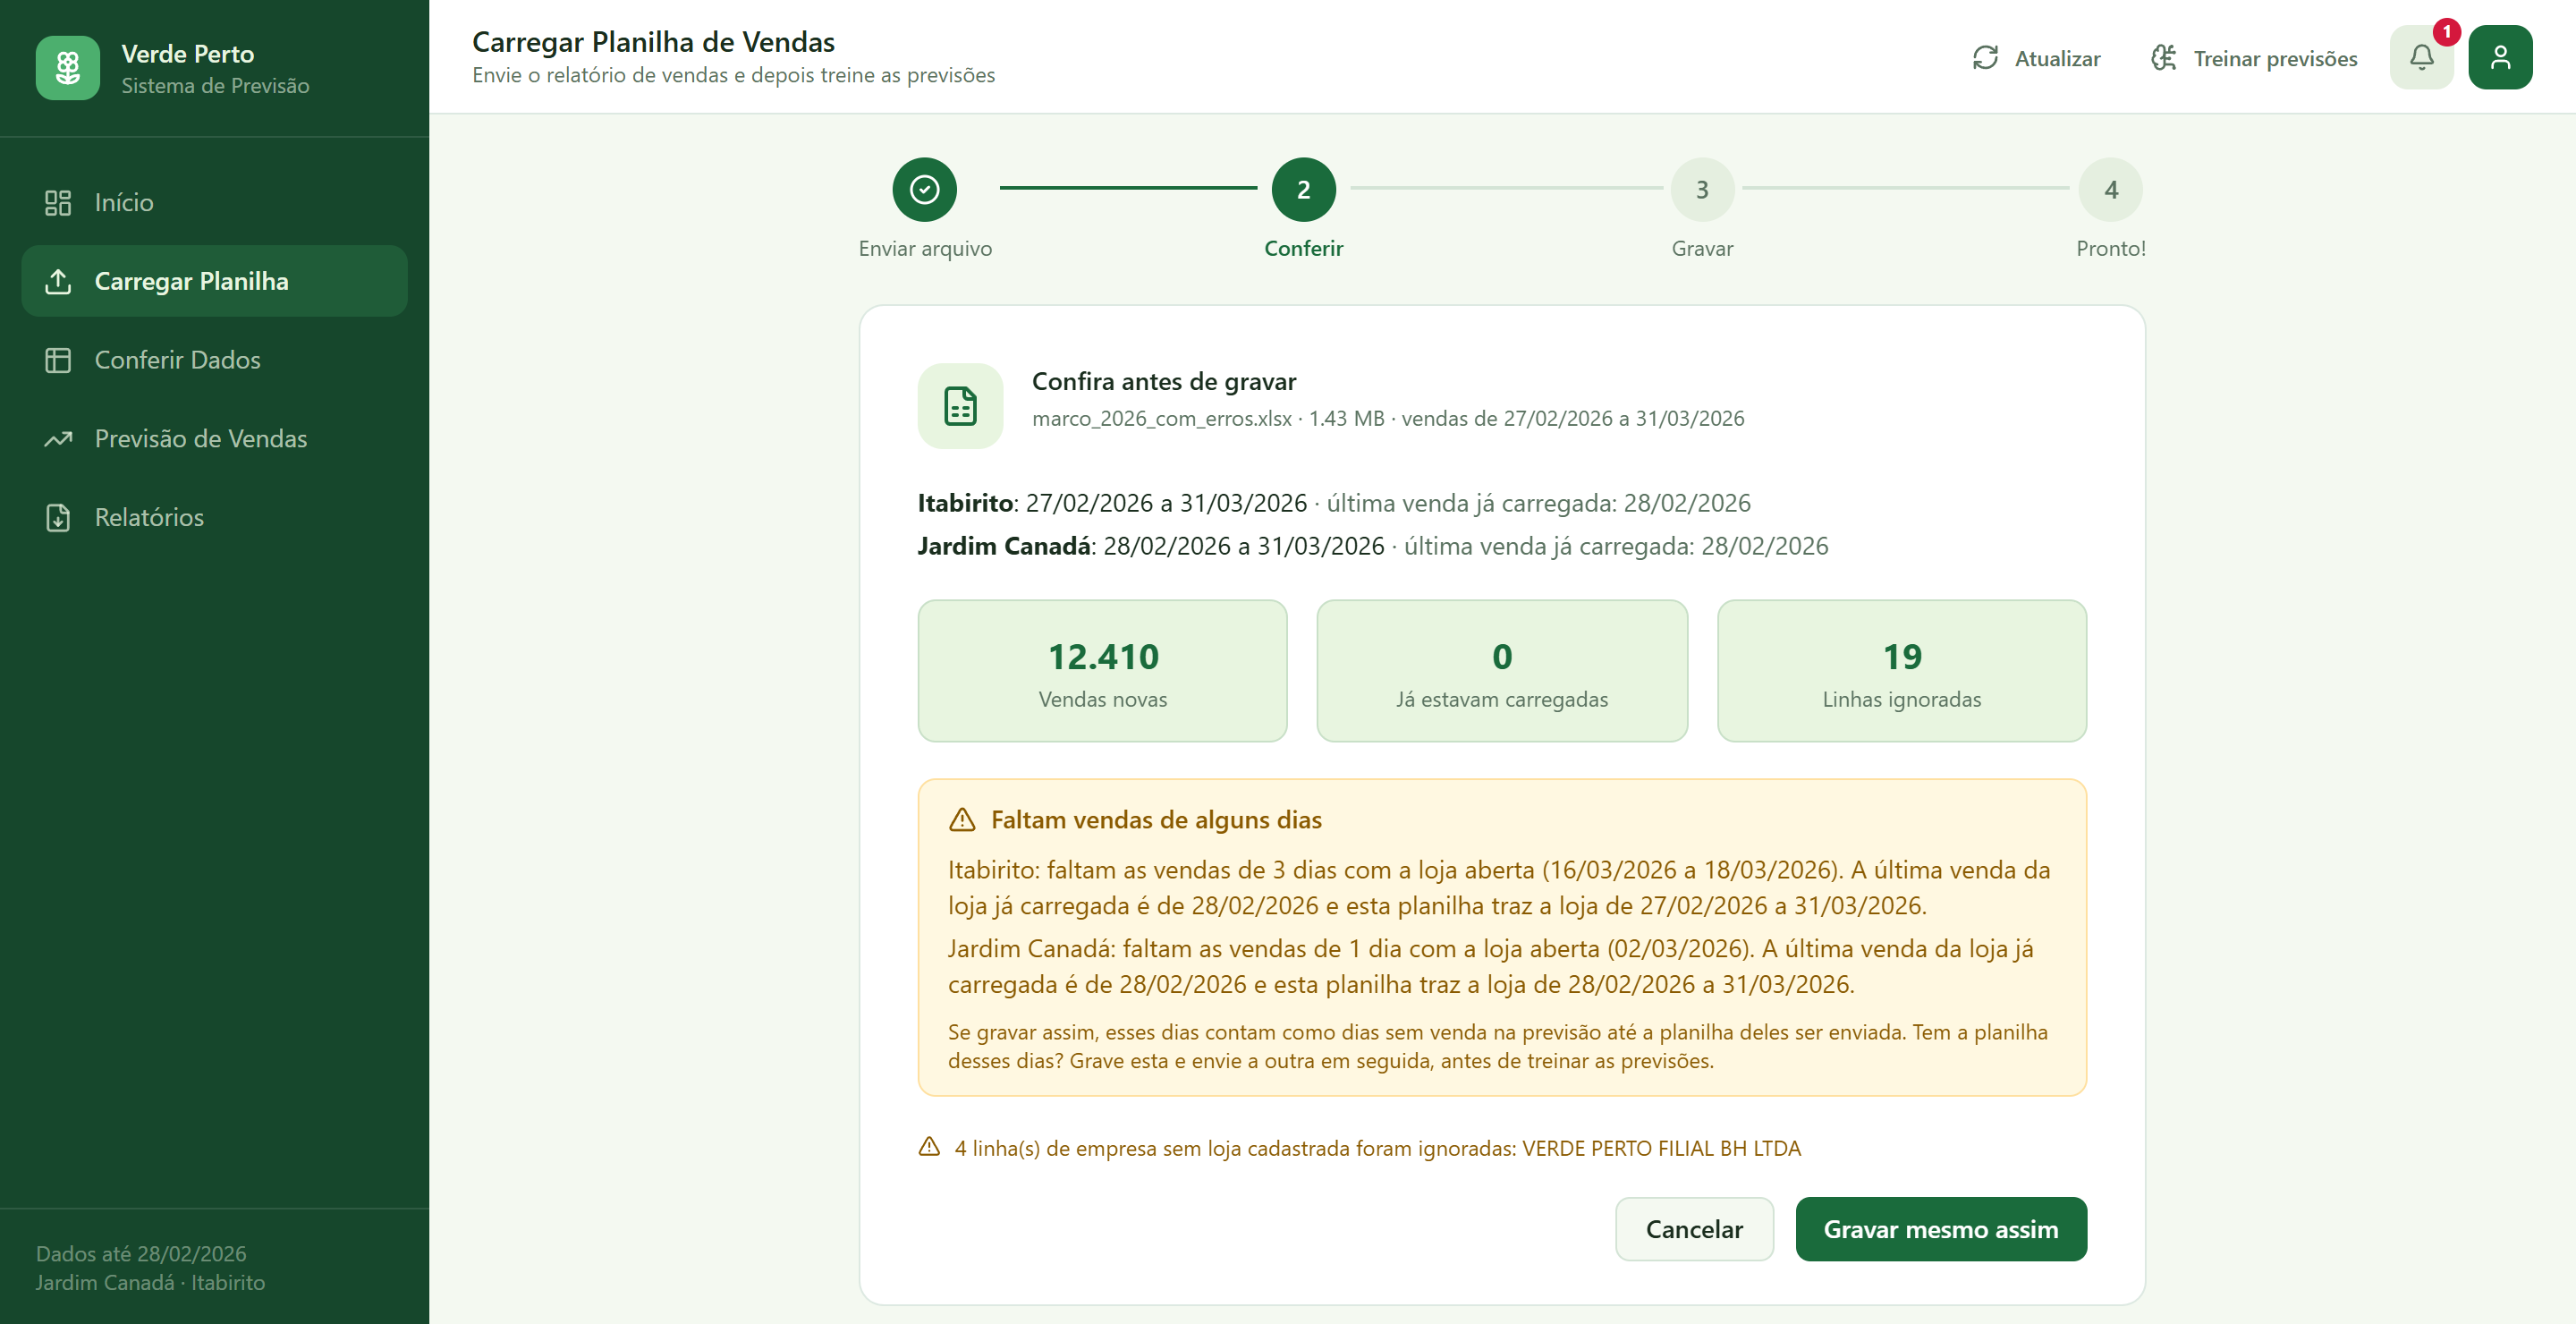 Verde Perto
Sistema de Previsão
Início
Carregar Planilha
Conferir Dados
Previsão de Vendas
Relatórios
Dados até 28/02/2026
Jardim Canadá · Itabirito
Carregar Planilha de Vendas
Envie o relatório de vendas e depois treine as previsões
Atualizar
Treinar previsões
1
2
3
4
Enviar arquivo
Conferir
Gravar
Pronto!
Confira antes de gravar
marco_2026_com_erros.xlsx · 1.43 MB · vendas de 27/02/2026 a 31/03/2026
Itabirito: 27/02/2026 a 31/03/2026 · última venda já carregada: 28/02/2026
Jardim Canadá: 28/02/2026 a 31/03/2026 · última venda já carregada: 28/02/2026
12.410
Vendas novas
0
Já estavam carregadas
19
Linhas ignoradas
Faltam vendas de alguns dias
Itabirito: faltam as vendas de 3 dias com a loja aberta (16/03/2026 a 18/03/2026). A última venda da
loja já carregada é de 28/02/2026 e esta planilha traz a loja de 27/02/2026 a 31/03/2026.
Jardim Canadá: faltam as vendas de 1 dia com a loja aberta (02/03/2026). A última venda da loja já
carregada é de 28/02/2026 e esta planilha traz a loja de 28/02/2026 a 31/03/2026.
Se gravar assim, esses dias contam como dias sem venda na previsão até a planilha deles ser enviada. Tem a planilha
desses dias? Grave esta e envie a outra em seguida, antes de treinar as previsões.
4 linha(s) de empresa sem loja cadastrada foram ignoradas: VERDE PERTO FILIAL BH LTDA
Cancelar
Gravar mesmo assim